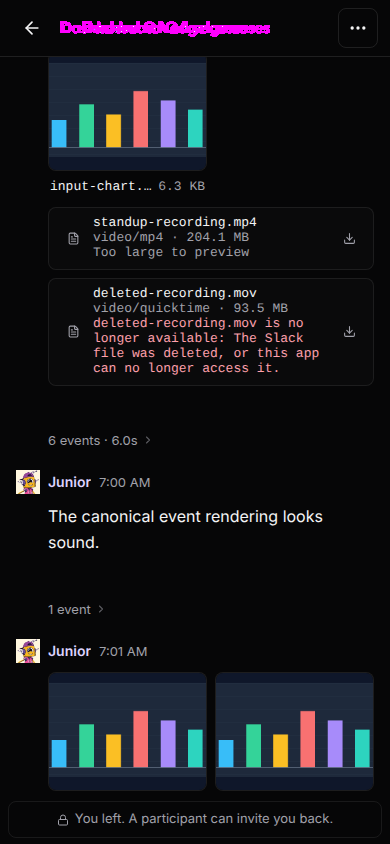 input-chart.… 6.3 KB
standup-recording.mp4
video/mp4 · 204.1 MB
Too large to preview
deleted-recording.mov
video/quicktime · 93.5 MB
deleted-recording.mov is no
longer available: The Slack
file was deleted, or this app
can no longer access it.
6 events · 6.0s
Junior 7:00 AM
The canonical event rendering looks
sound.
1 event
Junior 7:01 AM
You left. A participant can invite you back.